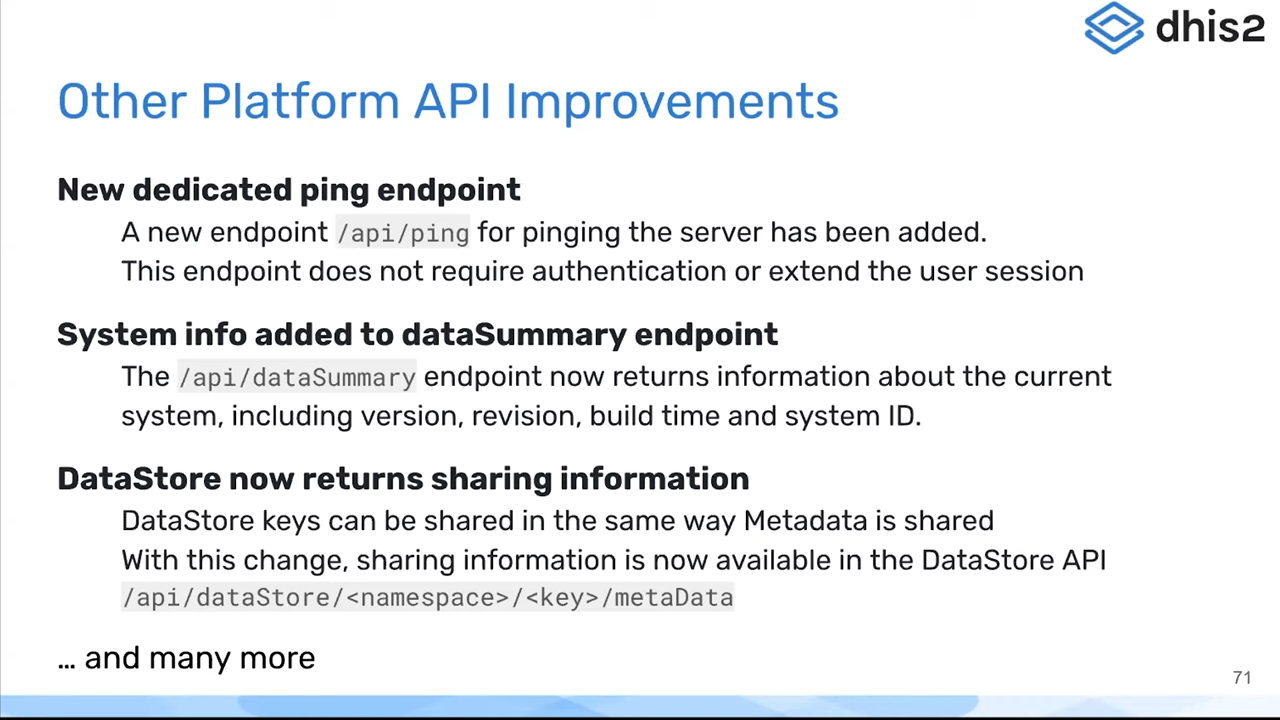 dhis2
Other Platform API Improvements
New dedicated ping endpoint
A new endpoint /api/ping for pinging the server has been added.
This endpoint does not require authentication or extend the user session
System info added to dataSummary endpoint
The /api/dataSummary endpoint now returns information about the current
system, including version, revision, build time and system ID.
DataStore now returns sharing information
DataStore keys can be shared in the same way Metadata is shared
With this change, sharing information is now available in the DataStore API
/api/dataStore/<namespace>/<key>/metaData
… and many more
71